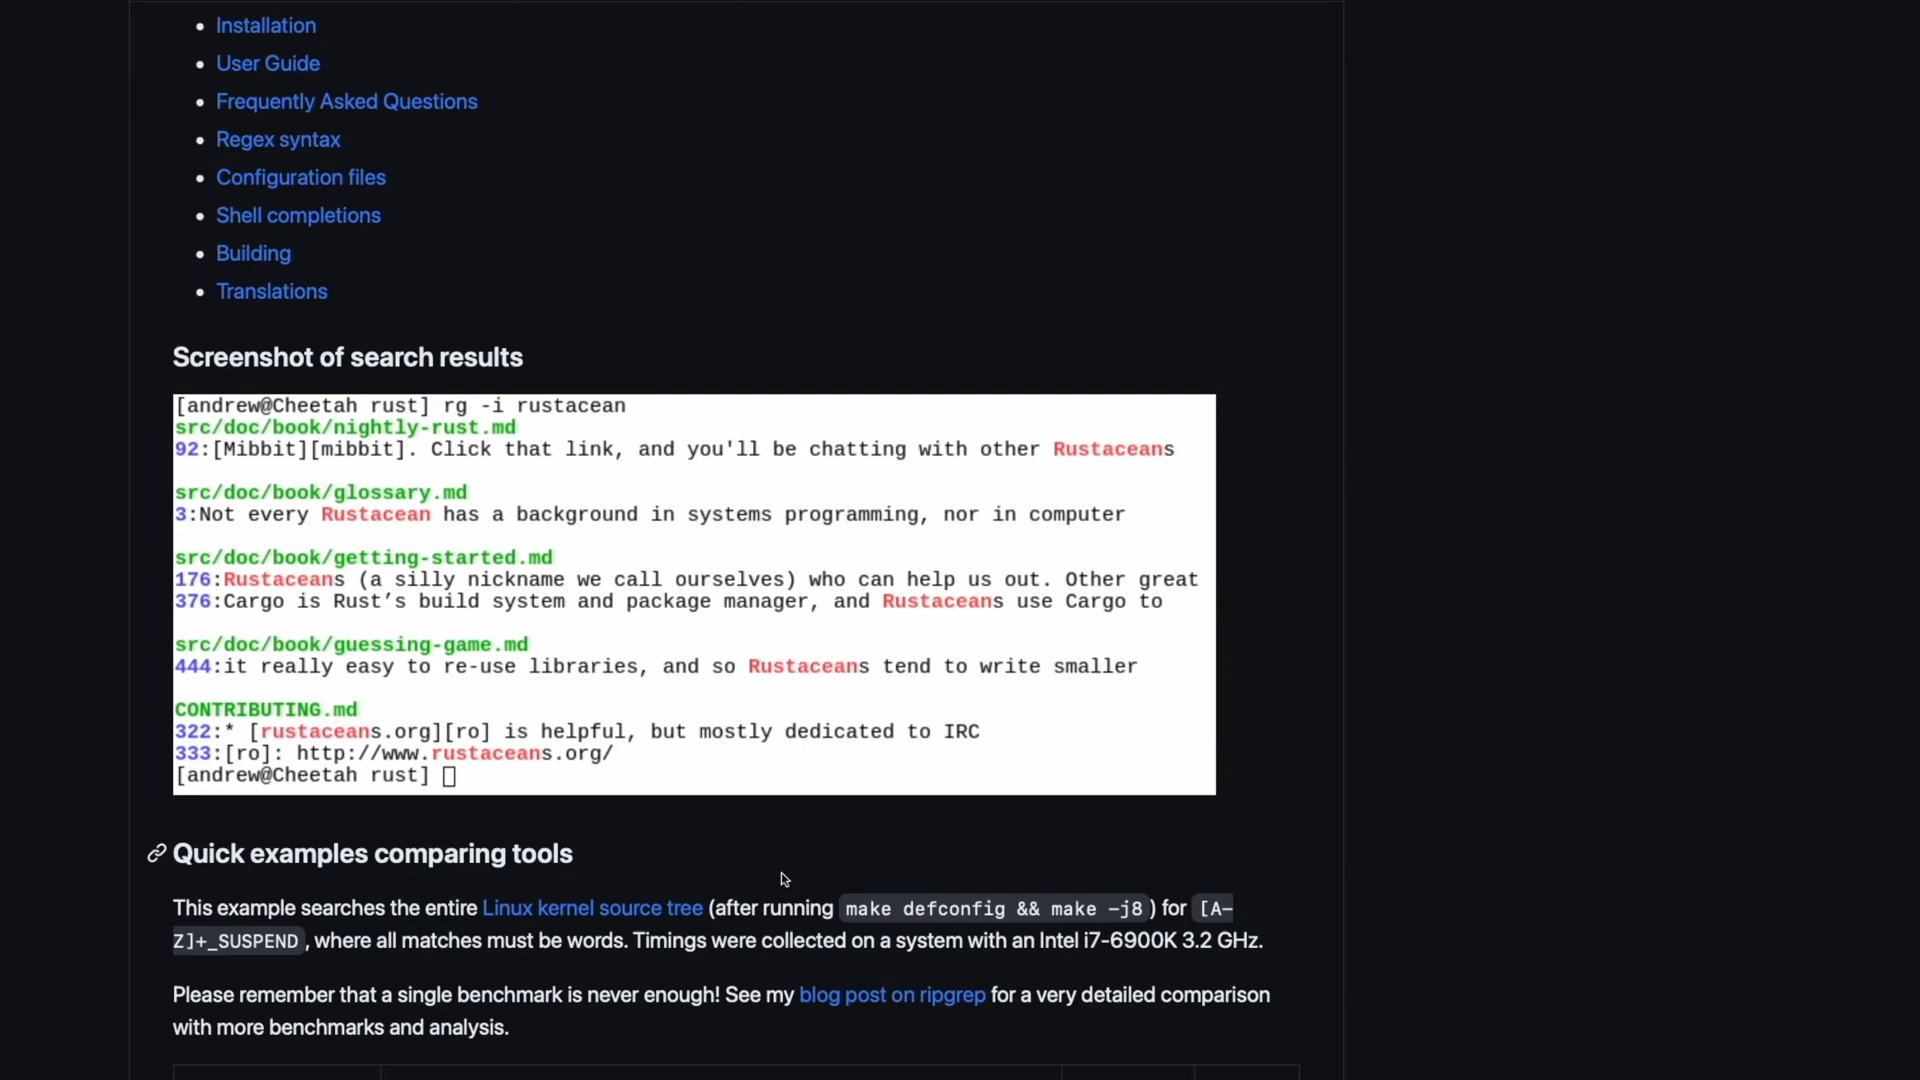 Installation
User Guide
Frequently Asked Questions
Regex syntax
Configuration files
Shell completions
Building
Translations
Screenshot of search results
[andrew@Cheetah rust] rg -i rustacean
src/doc/book/nightly-rust.md
92:[Mibbit][mibbit]. Click that link, and you'll be chatting with other Rustaceans
src/doc/book/glossary.md
3:Not every Rustacean has a background in systems programming, nor in computer
src/doc/book/getting-started.md
176:Rustaceans (a silly nickname we call ourselves) who can help us out. Other great
376:Cargo is Rust’s build system and package manager, and Rustaceans use Cargo to
src/doc/book/guessing-game.md
444:it really easy to re-use libraries, and so Rustaceans tend to write smaller
CONTRIBUTING.md
322:* [rustaceans.org][ro] is helpful, but mostly dedicated to IRC
333:[ro]: http://www.rustaceans.org/
[andrew@Cheetah rust]
Quick examples comparing tools
This example searches the entire Linux kernel source tree (after running make defconfig && make -j8) for [A-
Z]+_SUSPEND, where all matches must be words. Timings were collected on a system with an Intel i7-6900K 3.2 GHz.
Please remember that a single benchmark is never enough! See my blog post on ripgrep for a very detailed comparison
with more benchmarks and analysis.